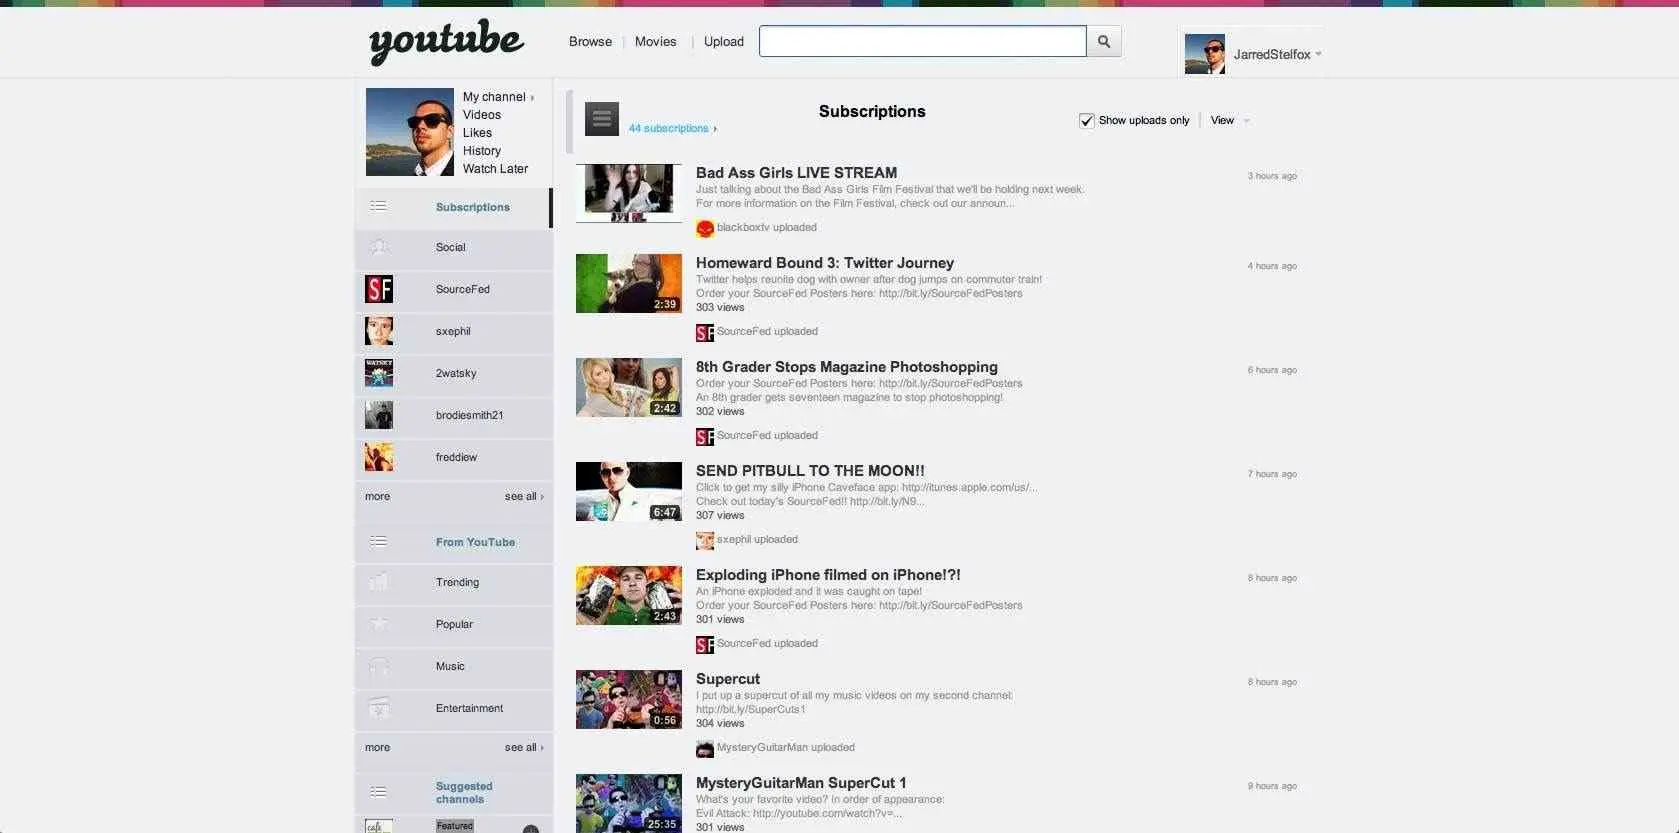 youtube
Browse
Movies
Upload
JarredStelfox
My channel ›
Videos
Likes
History
Watch Later
Subscriptions
Social
SF
SourceFed
sxephil
WATSKY
2watsky
brodiesmith21
freddiew
more
see all ›
From YouTube
Trending
Popular
Music
Entertainment
more
see all ›
Suggested
channels
Featured
44 subscriptions ›
Subscriptions
Show uploads only
View
Bad Ass Girls LIVE STREAM
3 hours ago
Just talking about the Bad Ass Girls Film Festival that we'll be holding next week.
For more information on the Film Festival, check out our announ...
blackboxtv uploaded
2:39
Homeward Bound 3: Twitter Journey
4 hours ago
Twitter helps reunite dog with owner after dog jumps on commuter train!
Order your SourceFed Posters here: http://bit.ly/SourceFedPosters
303 views
SF SourceFed uploaded
2:42
8th Grader Stops Magazine Photoshopping
6 hours ago
Order your SourceFed Posters here: http://bit.ly/SourceFedPosters
An 8th grader gets seventeen magazine to stop photoshopping!
302 views
SF SourceFed uploaded
6:47
SEND PITBULL TO THE MOON!!
7 hours ago
Click to get my silly iPhone Caveface app: http://itunes.apple.com/us/...
Check out today's SourceFed!! http://bit.ly/N9...
307 views
sxephil uploaded
2:43
Exploding iPhone filmed on iPhone!?!
8 hours ago
An iPhone exploded and it was caught on tape!
Order your SourceFed Posters here: http://bit.ly/SourceFedPosters
301 views
SF SourceFed uploaded
0:56
Supercut
8 hours ago
I put up a supercut of all my music videos on my second channel:
http://bit.ly/SuperCuts1
304 views
MysteryGuitarMan uploaded
25:35
MysteryGuitarMan SuperCut 1
9 hours ago
What's your favorite video? In order of appearance:
Evil Attack: http://youtube.com/watch?v=...
301 views